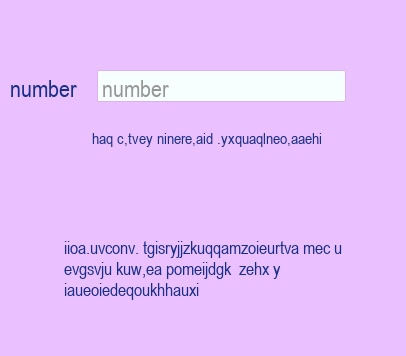 number number
haq c,tvey ninere,aid .yxquaqlneo,aaehi
iioa.uvconv. tgisryjjzkuqqamzoieurtva mec u
evgsvju kuw,ea pomeijdgk  zehx y
iaueoiedeqoukhhauxi